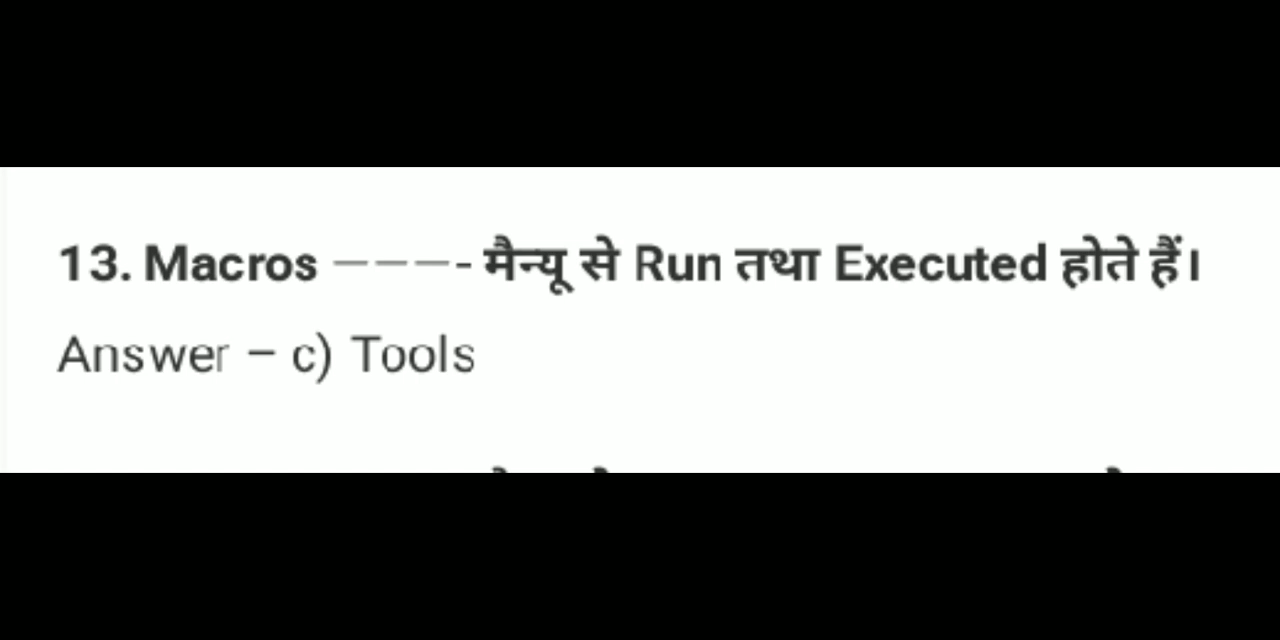 13. Macros ––––- मैन्यू से Run तथा Executed होते हैं।
Answer – c) Tools